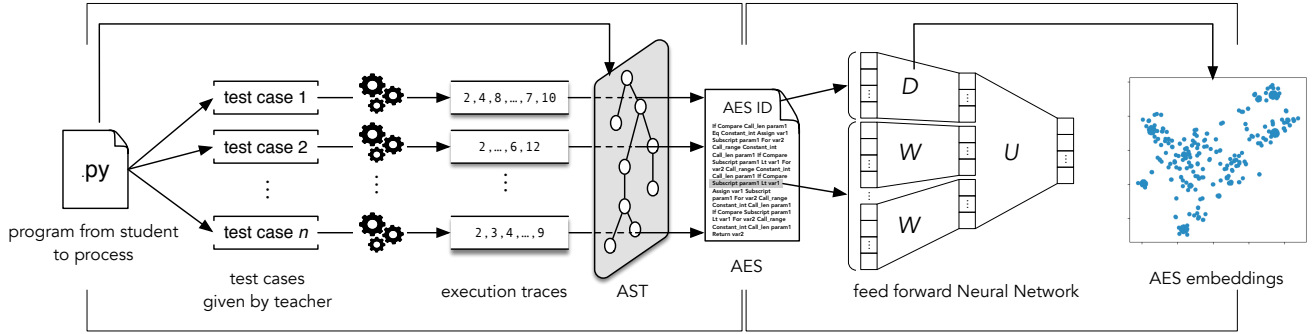 .py
program from student
to process
test case 1
test case 2
⋮
test case n
test cases
given by teacher
2,4,8,…,7,10
2,…,6,12
⋮
2,3,4,…,9
execution traces
AST
AES ID
If Compare Call_len param1
Eq Constant_int Assign var1
Subscript param1 For var2
Call_range Constant_int
Call_len param1 If Compare
Subscript param1 Lt var1 For
var2 Call_range Constant_int
Call_len param1 If Compare
Subscript param1 Lt var1
Assign var1 Subscript
param1 For var2 Call_range
Constant_int Call_len param1
If Compare Subscript param1
Lt var1 For var2 Call_range
Constant_int Call_len param1
Return var2
AES
D
W
W
U
feed forward Neural Network
AES embeddings